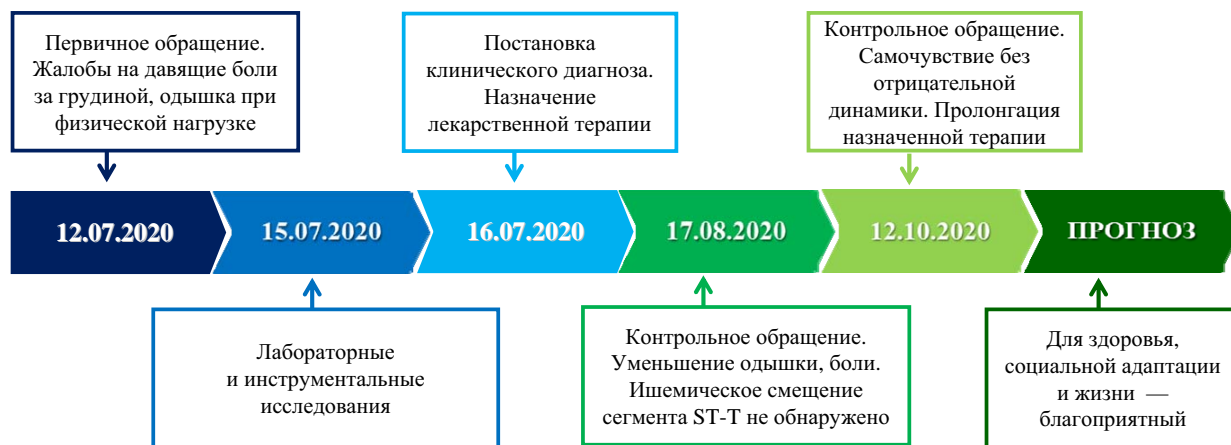 Первичное обращение.
Жалобы на давящие боли
за грудиной, одышка при
физической нагрузке
Постановка
клинического диагноза.
Назначение
лекарственной терапии
Контрольное обращение.
Самочувствие без
отрицательной
динамики. Пролонгация
назначенной терапии
12.07.2020
15.07.2020
16.07.2020
17.08.2020
12.10.2020
ПРОГНОЗ
Лабораторные
и инструментальные
исследования
Контрольное обращение.
Уменьшение одышки, боли.
Ишемическое смещение
сегмента ST-T не обнаружено
Для здоровья,
социальной адаптации
и жизни —
благоприятный